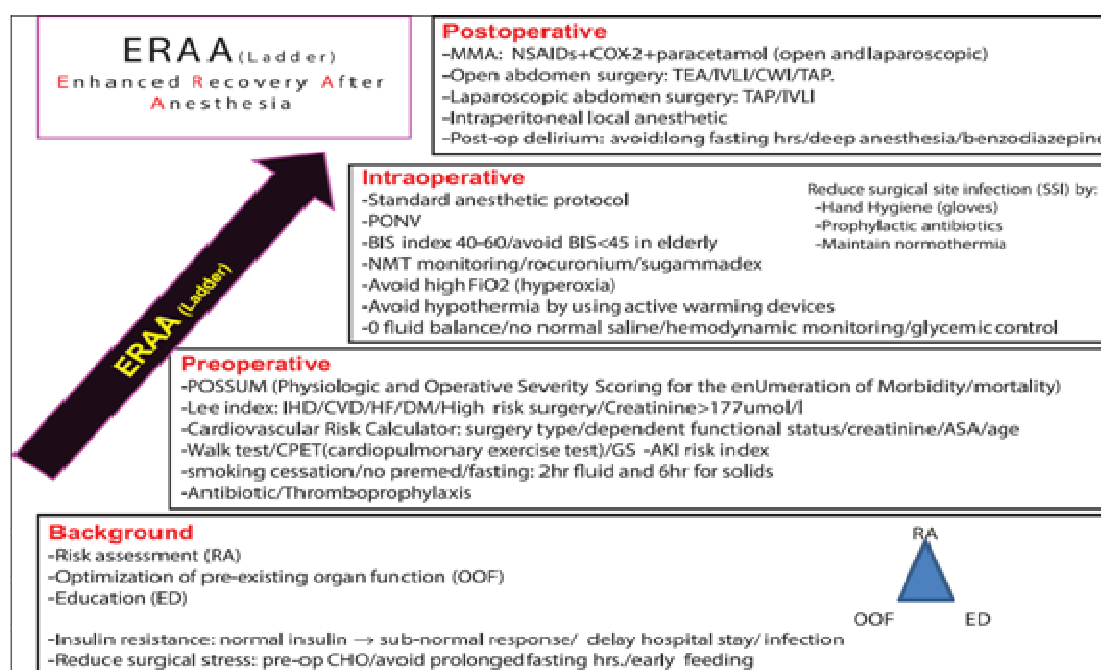 ERAA (Ladder)
Enhanced Recovery After
Anesthesia
ERAA (Ladder)
Postoperative
-MMA: NSAIDs+COX-2+paracetamol (open andlaparoscopic)
-Open abdomen surgery: TEA/IVLI/CWI/TAP.
-Laparoscopic abdomen surgery: TAP/IVLI
-Intraperitoneal local anesthetic
-Post-op delirium: avoid:long fasting hrs/deep anesthesia/benzodiazepine
Intraoperative
-Standard anesthetic protocol
-PONV
-BIS index 40-60/avoid BIS<45 in elderly
-NMT monitoring/rocuronium/sugammadex
-Avoid high FiO2 (hyperoxia)
-Avoid hypothermia by using active warming devices
-0 fluid balance/no normal saline/hemodynamic monitoring/glycemic control
Reduce surgical site infection (SSI) by:
-Hand Hygiene (gloves)
-Prophyllactic antibiotics
-Maintain normothermia
Preoperative
-POSSUM (Physiologic and Operative Severity Scoring for the enUmeration of Morbidity/mortality)
-Lee index: IHD/CVD/HF/DM/High risk surgery/Creatinine>177umol/l
-Cardiovascular Risk Calculator: surgery type/dependent functional status/creatinine/ASA/age
-Walk test/CPET(cardiopulmonary exercise test)/GS -AKI risk index
-smoking cessation/no premed/fasting: 2hr fluid and 6hr for solids
-Antibiotic/Thromboprophylaxis
Background
-Risk assessment (RA)
-Optimization of pre-existing organ function (OOF)
-Education (ED)
-Insulin resistance: normal insulin → sub-normal response/ delay hospital stay/ infection
-Reduce surgical stress: pre-op CHO/avoid prolongedfasting hrs./early feeding
RA
OOF ED